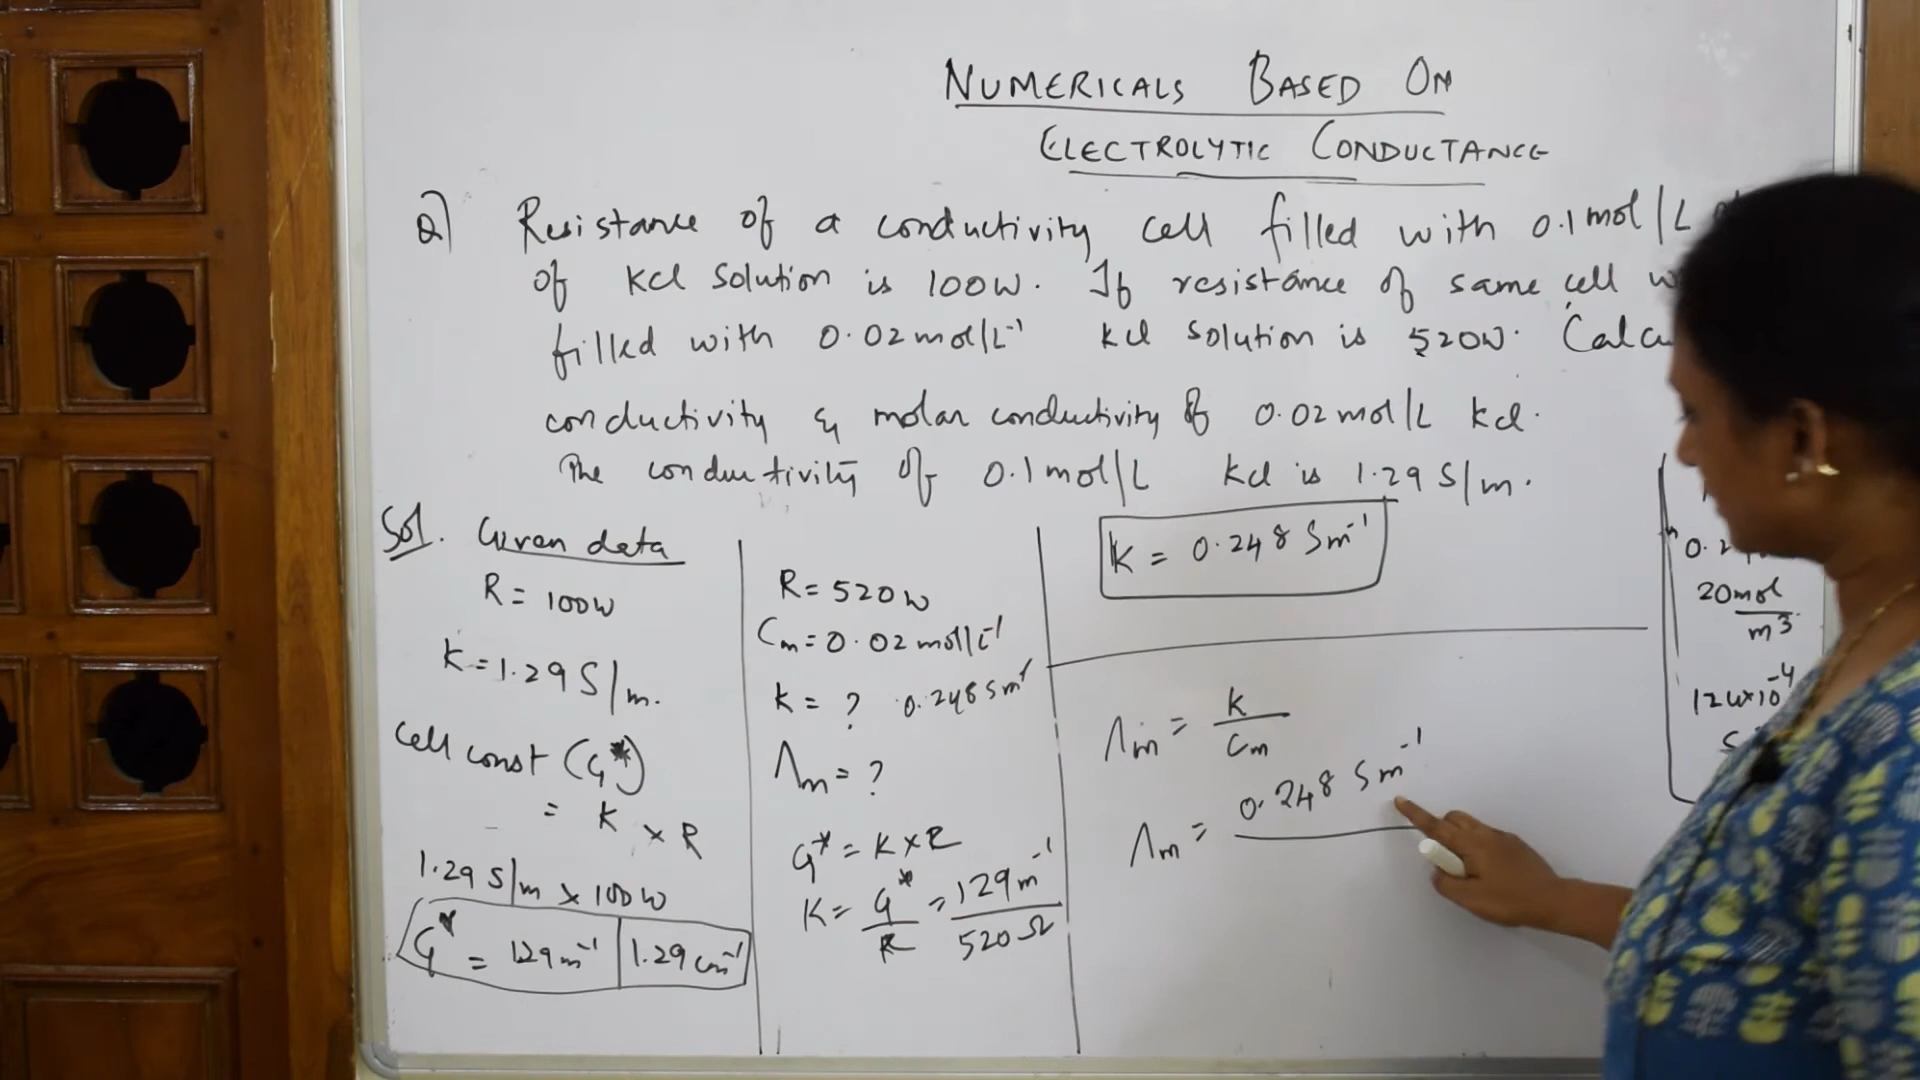 NUMERICALS BASED ON
ELECTROLYTIC CONDUCTANCE
Q) Resistance of a conductivity cell filled with 0.1 mol/L
of KCl solution is 100W. If resistance of same cell
filled with 0.02 mol/L⁻¹ KCl solution is 520W.
conductivity & molar conductivity of 0.02 mol/L KCl.
The conductivity of 0.1 mol/L KCl is 1.29 S/m.
Sol. Given data
R = 100W
K = 1.29 S/m.
Cell const (G*)
= K × R
1.29 S/m × 100W
G* = 129 m⁻¹ | 1.29 cm⁻¹
R = 520W
Cm = 0.02 mol/L⁻¹
K = ? 0.248 Sm⁻¹
Λm = ?
G* = K × R
K = G*/R = 129 m⁻¹/520 Ω
K = 0.248 Sm⁻¹
Λm = K/Cm
Λm = 0.248 Sm⁻¹
20 mol/m³
124×10⁻⁴